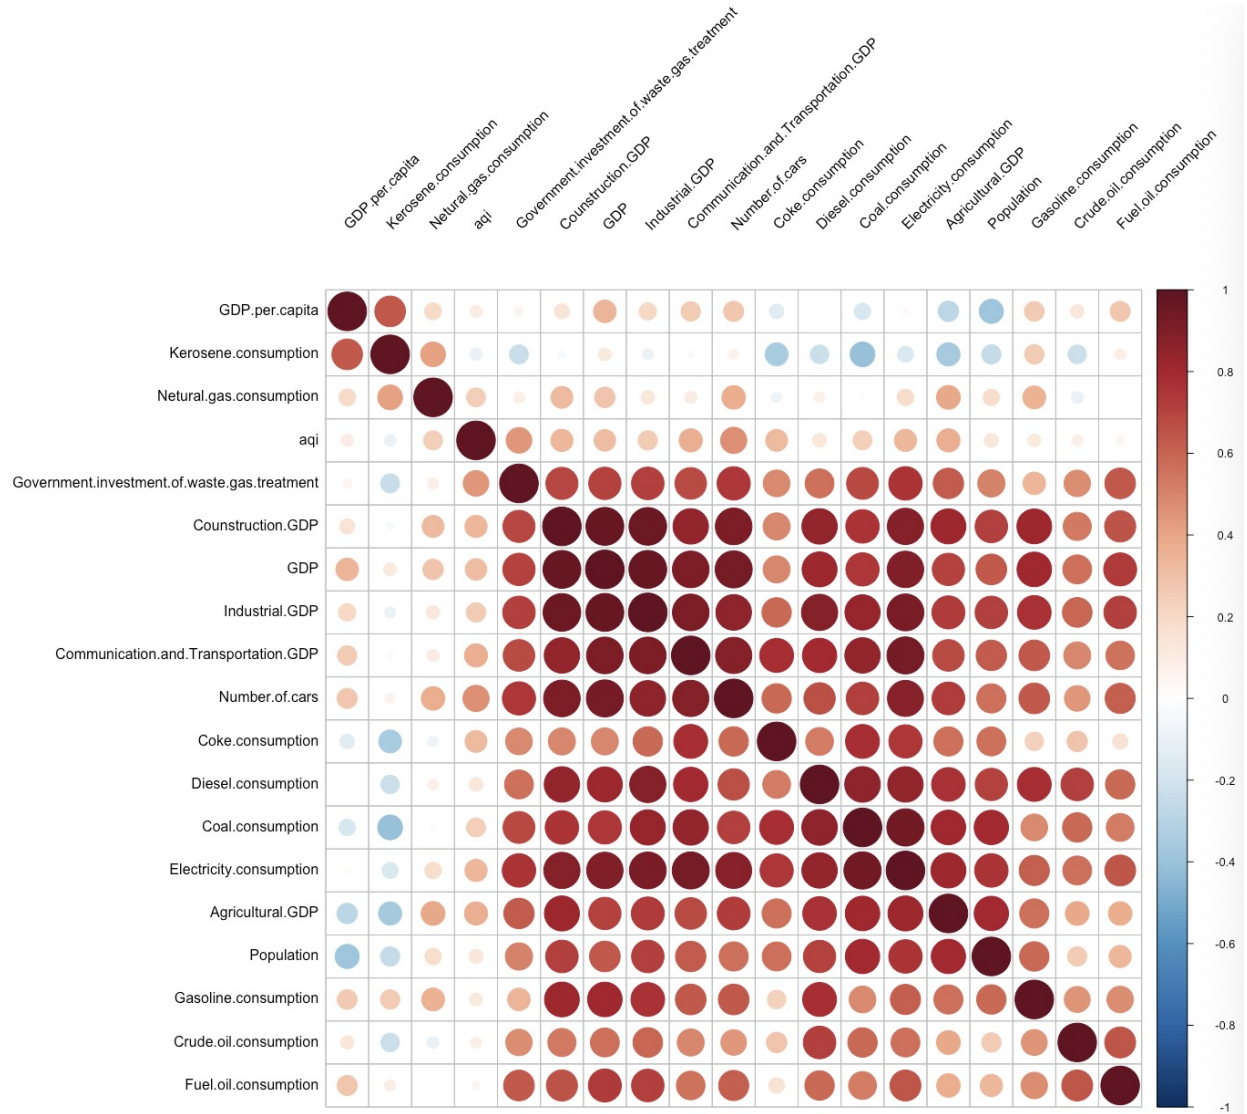 GDP.per.capita
Kerosene.consumption
Netural.gas.consumption
aqi
Government.investment.of.waste.gas.treatment
Counstruction.GDP
GDP
Industrial.GDP
Communication.and.Transportation.GDP
Number.of.cars
Coke.consumption
Diesel.consumption
Coal.consumption
Electricity.consumption
Agricultural.GDP
Population
Gasoline.consumption
Crude.oil.consumption
Fuel.oil.consumption
GDP.per.capita
Kerosene.consumption
Netural.gas.consumption
aqi
Government.investment.of.waste.gas.treatment
Counstruction.GDP
GDP
Industrial.GDP
Communication.and.Transportation.GDP
Number.of.cars
Coke.consumption
Diesel.consumption
Coal.consumption
Electricity.consumption
Agricultural.GDP
Population
Gasoline.consumption
Crude.oil.consumption
Fuel.oil.consumption
1
0.8
0.6
0.4
0.2
0
-0.2
-0.4
-0.6
-0.8
-1